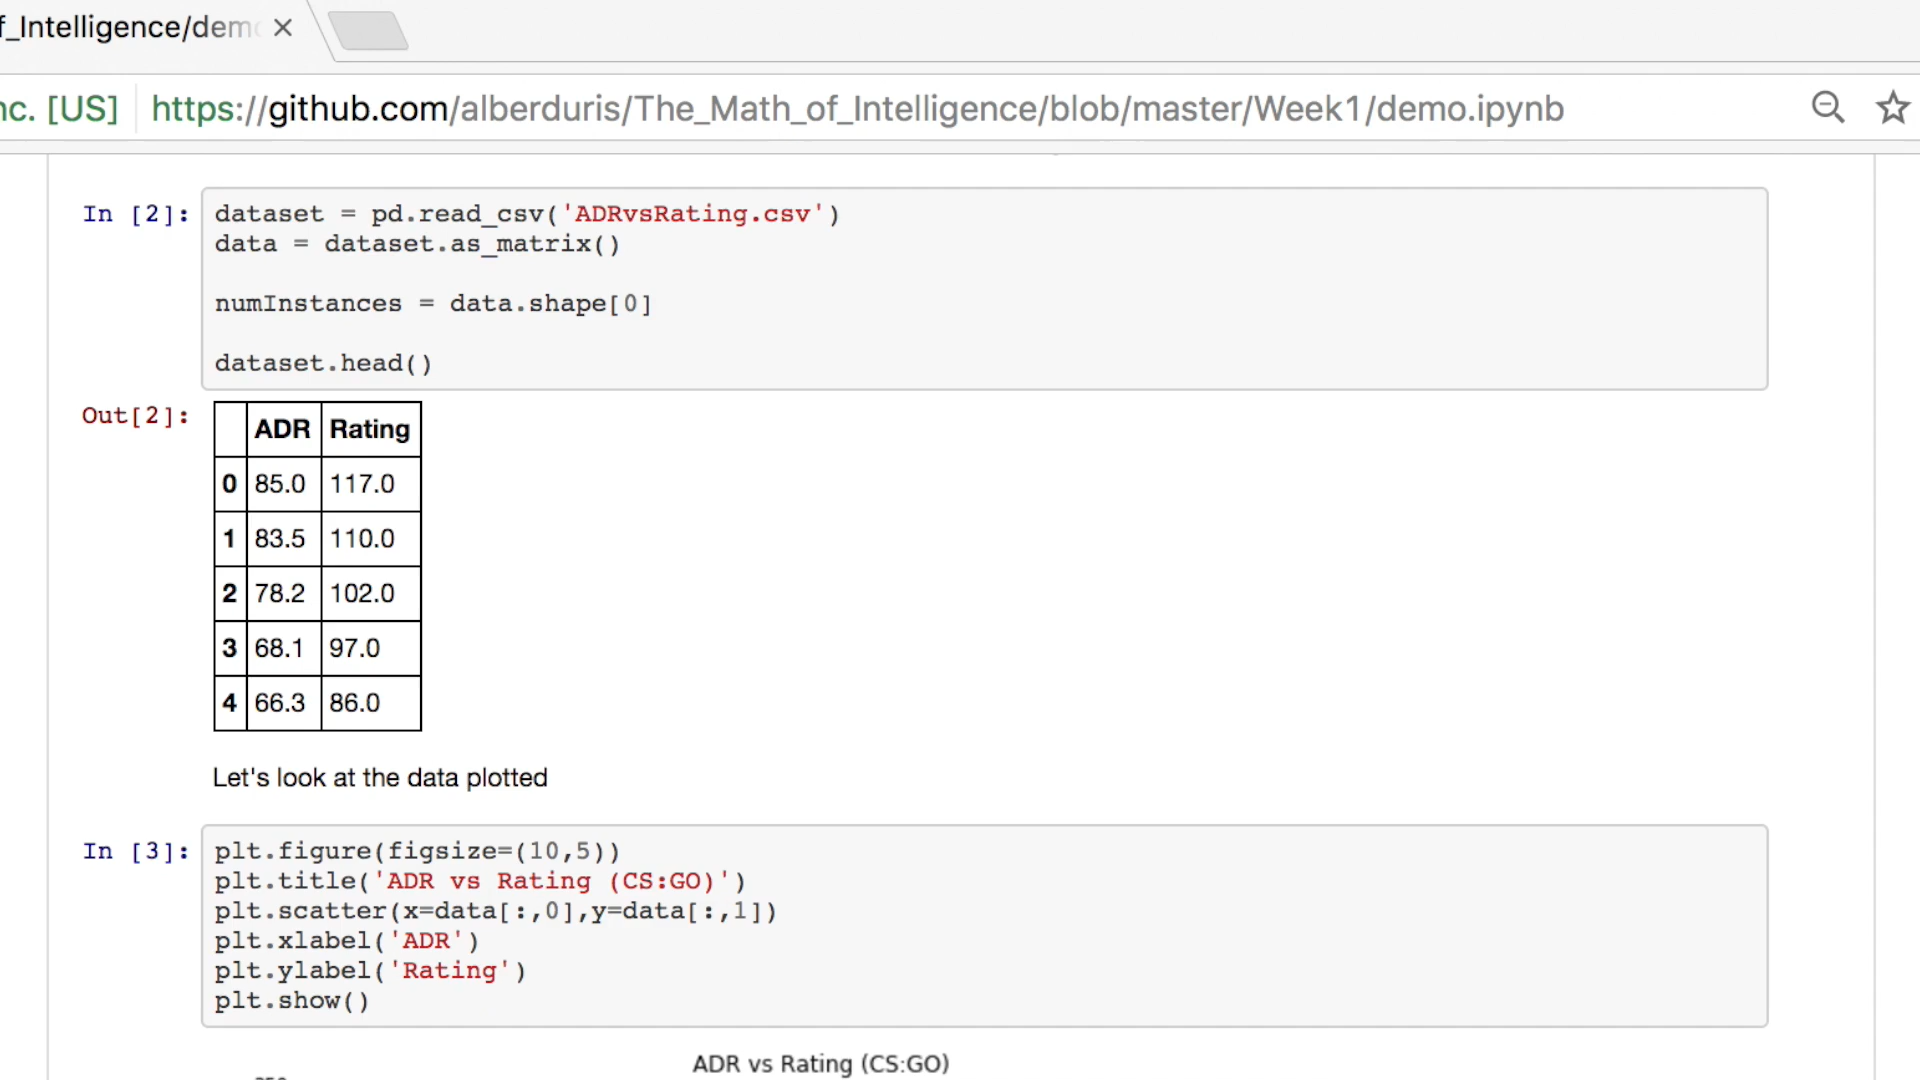 f_Intelligence/demo
nc. [US] https://github.com/alberduris/The_Math_of_Intelligence/blob/master/Week1/demo.ipynb
In [2]: dataset = pd.read_csv('ADRvsRating.csv')
data = dataset.as_matrix()
numInstances = data.shape[0]
dataset.head()
Out[2]:
ADR Rating
0 85.0 117.0
1 83.5 110.0
2 78.2 102.0
3 68.1 97.0
4 66.3 86.0
Let's look at the data plotted
In [3]: plt.figure(figsize=(10,5))
plt.title('ADR vs Rating (CS:GO)')
plt.scatter(x=data[:,0],y=data[:,1])
plt.xlabel('ADR')
plt.ylabel('Rating')
plt.show()
ADR vs Rating (CS:GO)